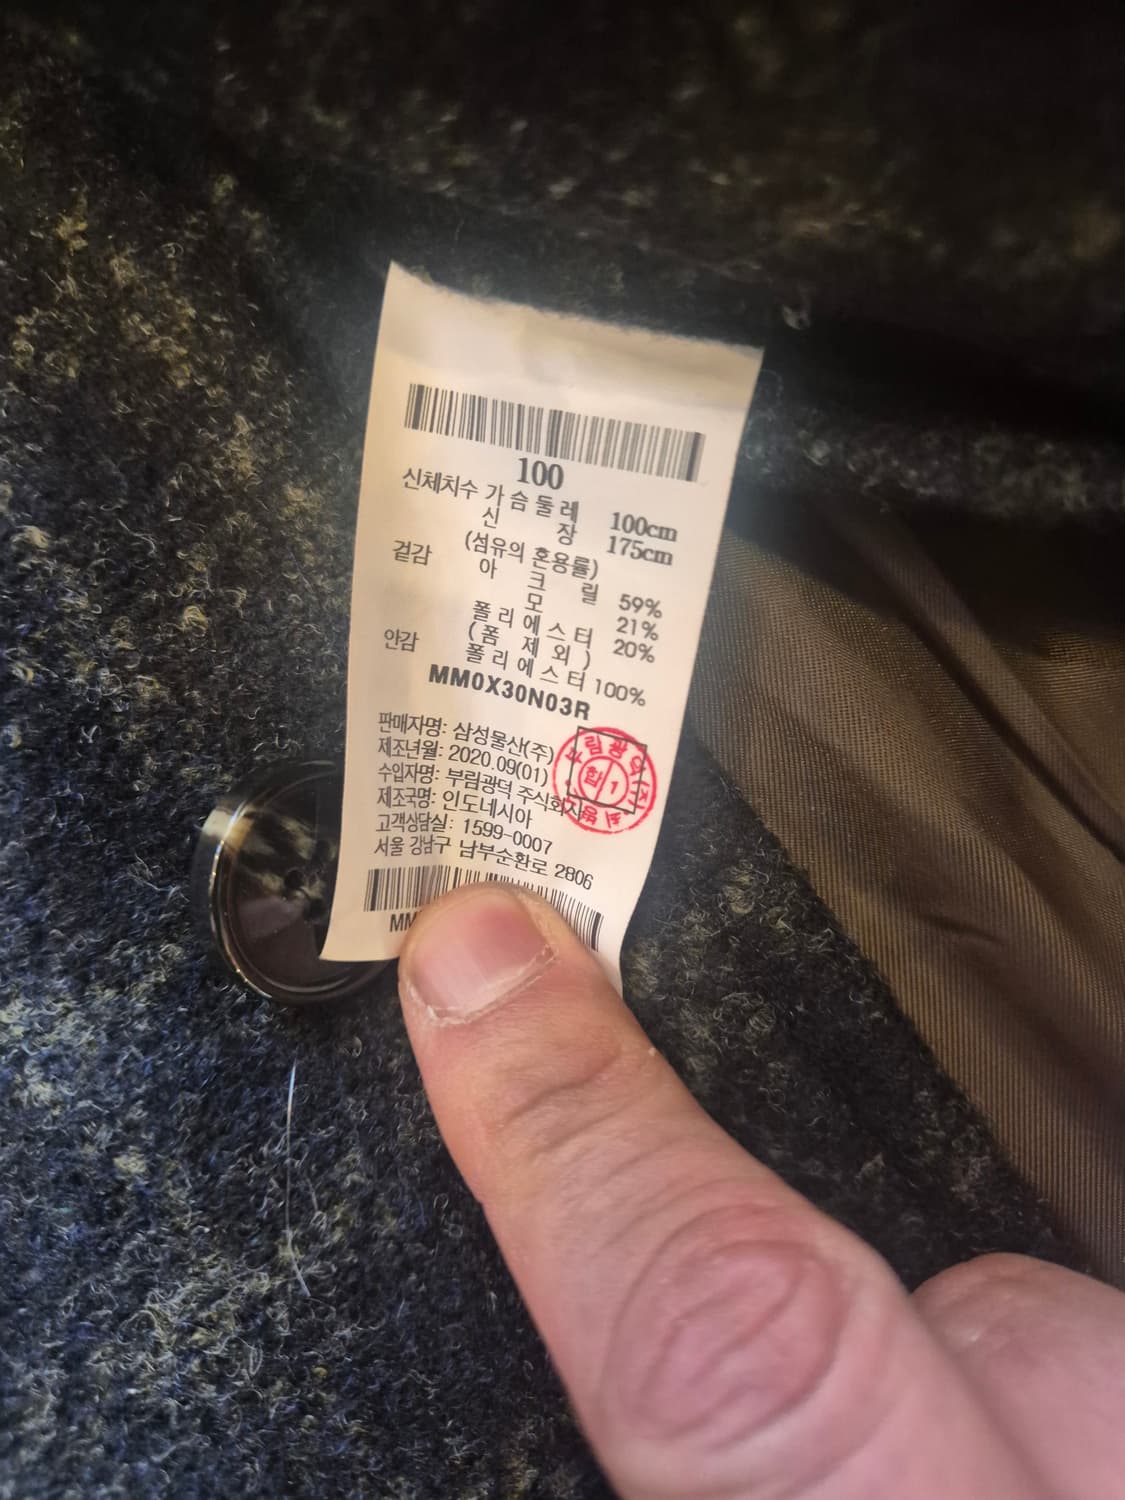 100
신체치수 가슴둘레 100cm
신장 175cm
(섬유의 혼용률)
겉감 아크릴 59%
모 21%
폴리에스터 20%
(폼 제외)
안감 폴리에스터 100%
MM0X30N03R
판매자명: 삼성물산(주)
제조년월: 2020.09(01)
수입자명: 부림광덕 주식회사
제조국명: 인도네시아
고객상담실: 1599-0007
서울 강남구 남부순환로 2806
합1
MM